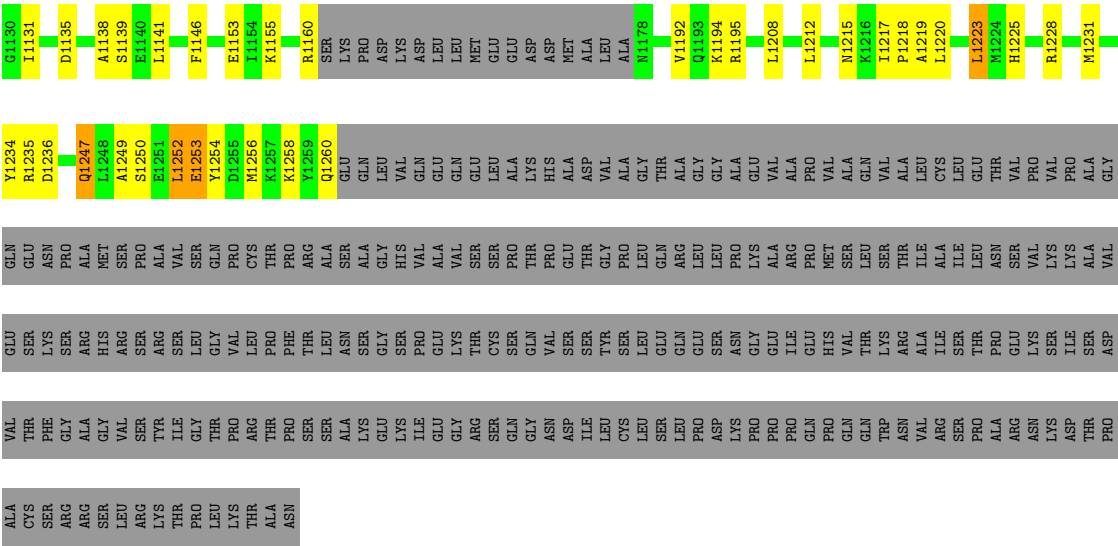 G1130 I1131 D1135 A1138 S1139 E1140 L1141 F1146 E1153 I1154 K1155 R1160 SER LYS PRO ASP LYS ASP LEU LEU MET GLU GLU ASP ASP MET ALA LEU ALA N1178 V1192 Q1193 K1194 R1195 L1208 L1212 N1215 K1216 I1217 P1218 A1219 L1220 L1223 M1224 H1225 R1228 M1231
Y1234 R1235 D1236 Q1247 L1248 A1249 S1250 E1251 L1252 E1253 Y1254 D1255 M1256 K1257 K1258 Y1259 Q1260 GLU GLN LEU VAL GLN GLU GLN GLU LEU ALA LYS HIS ALA ASP VAL ALA GLY THR ALA GLY GLY ALA GLU VAL ALA PRO VAL ALA GLN VAL ALA LEU CYS LEU GLU THR VAL PRO VAL PRO ALA GLY
GLN GLU ASN PRO ALA MET SER PRO ALA VAL SER GLN PRO CYS THR PRO ARG ALA SER ALA GLY HIS VAL ALA VAL SER SER PRO THR PRO GLU THR GLY PRO LEU GLN ARG LEU LEU PRO LYS ALA ARG PRO MET SER LEU SER THR ILE ALA ILE LEU ASN SER VAL LYS LYS ALA VAL
GLU SER LYS SER ARG HIS ARG SER ARG SER LEU GLY VAL LEU PRO PHE THR LEU ASN SER GLY SER PRO GLU LYS THR CYS SER GLN VAL SER SER TYR SER LEU GLU GLN GLU SER ASN GLY GLU ILE GLU HIS VAL THR LYS ARG ALA ILE SER THR PRO GLU LYS SER ILE SER ASP
VAL THR PHE GLY ALA GLY VAL SER TYR ILE GLY THR PRO ARG THR PRO SER SER ALA LYS GLU LYS ILE GLU GLY ARG SER GLN GLY ASN ASP ILE LEU CYS LEU SER LEU PRO ASP LYS PRO PRO PRO GLN PRO GLN GLN TRP ASN VAL ARG SER PRO ALA ARG ASN LYS ASP THR PRO
ALA CYS SER ARG ARG SER LEU ARG LYS THR PRO LEU LYS THR ALA ASN